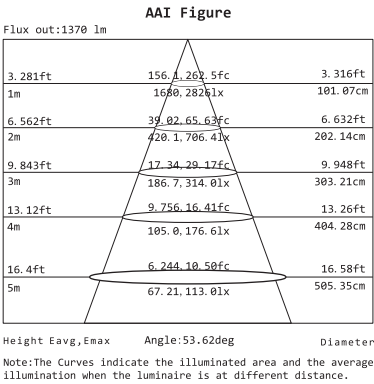 AAI Figure
Flux out:1370 lm
3.281ft 156.1,262.5fc 3.316ft
1m 1680,2826lx 101.07cm
6.562ft 39.02,65.63fc 6.632ft
2m 420.1,706.4lx 202.14cm
9.843ft 17.34,29.17fc 9.948ft
3m 186.7,314.0lx 303.21cm
13.12ft 9.756,16.41fc 13.26ft
4m 105.0,176.6lx 404.28cm
16.4ft 6.244,10.50fc 16.58ft
5m 67.21,113.0lx 505.35cm
Height Eavg,Emax Angle:53.62deg Diameter
Note:The Curves indicate the illuminated area and the average
illumination when the luminaire is at different distance.